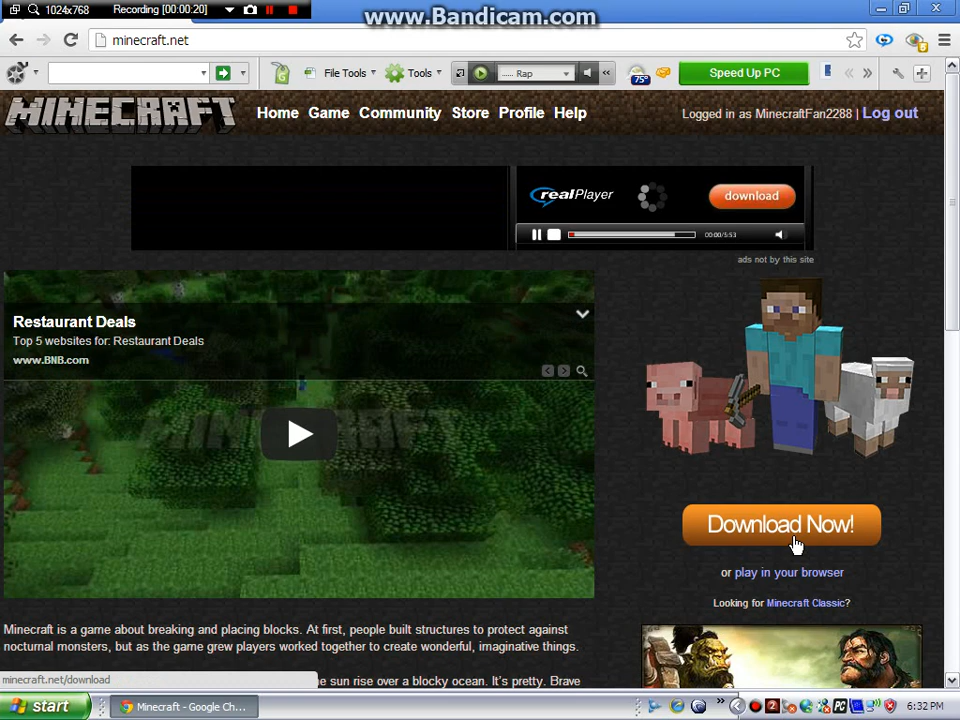 1024x768 Recording [00:00:20]
www.Bandicam.com
minecraft.net
File Tools Tools ..... Rap 75° Speed Up PC
MINECRAFT Home Game Community Store Profile Help Logged in as MinecraftFan2288 | Log out
realPlayer download
00:00/5:53
ads not by this site
Restaurant Deals
Top 5 websites for: Restaurant Deals
www.BNB.com
MINECRAFT
Download Now!
or play in your browser
Looking for Minecraft Classic?
Minecraft is a game about breaking and placing blocks. At first, people built structures to protect against
nocturnal monsters, but as the game grew players worked together to create wonderful, imaginative things.
the sun rise over a blocky ocean. It's pretty. Brave
minecraft.net/download
start Minecraft - Google Ch... 2 PC 6:32 PM